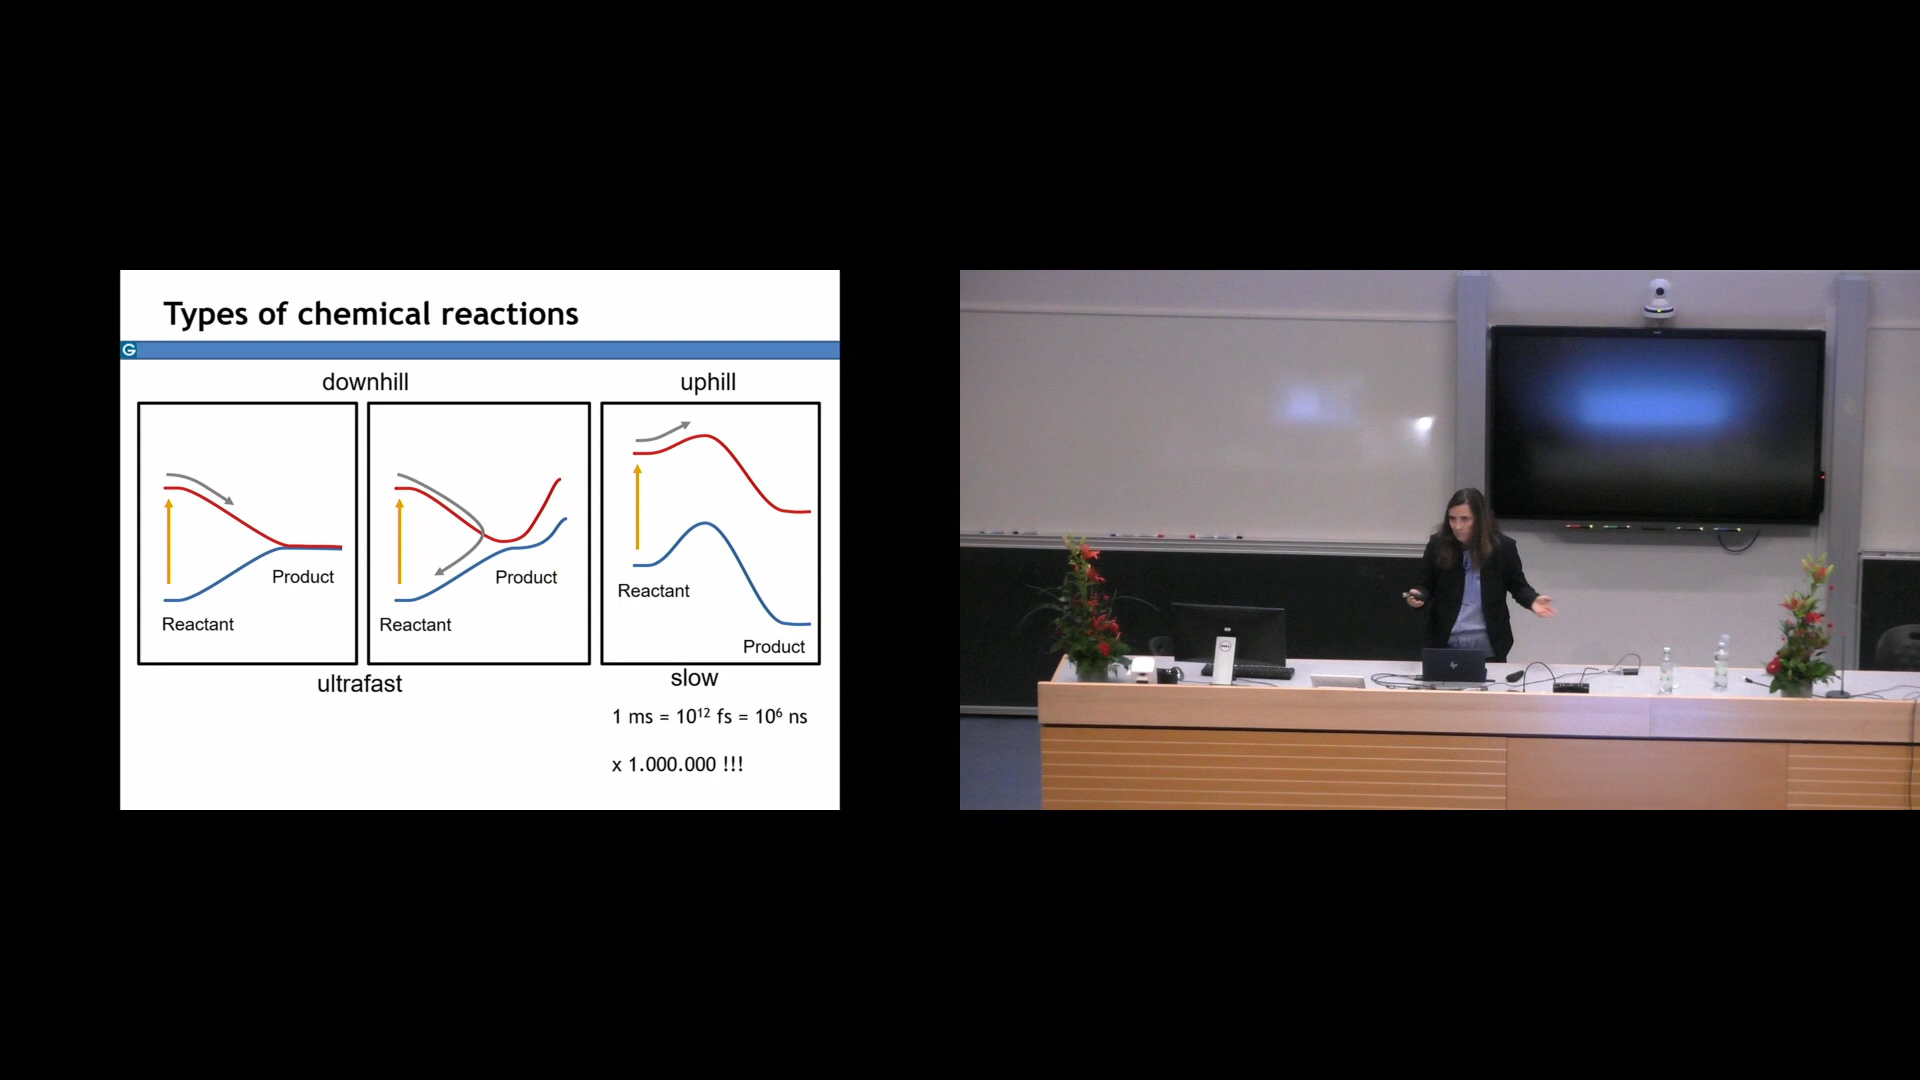 Types of chemical reactions
G
downhill
uphill
Product
Reactant
Product
Reactant
Reactant
Product
ultrafast
slow
1 ms = 10¹² fs = 10⁶ ns
x 1.000.000 !!!
hp